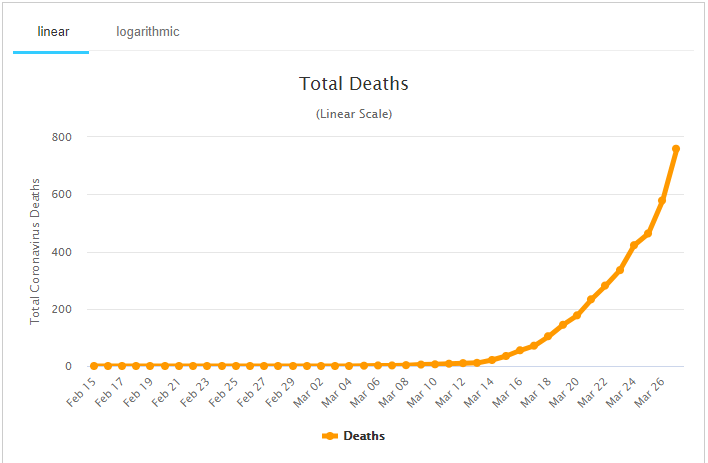 linear logarithmic
Total Deaths
(Linear Scale)
Total Coronavirus Deaths
800
600
400
200
0
Feb 15 Feb 17 Feb 19 Feb 21 Feb 23 Feb 25 Feb 27 Feb 29 Mar 02 Mar 04 Mar 06 Mar 08 Mar 10 Mar 12 Mar 14 Mar 16 Mar 18 Mar 20 Mar 22 Mar 24 Mar 26
Deaths